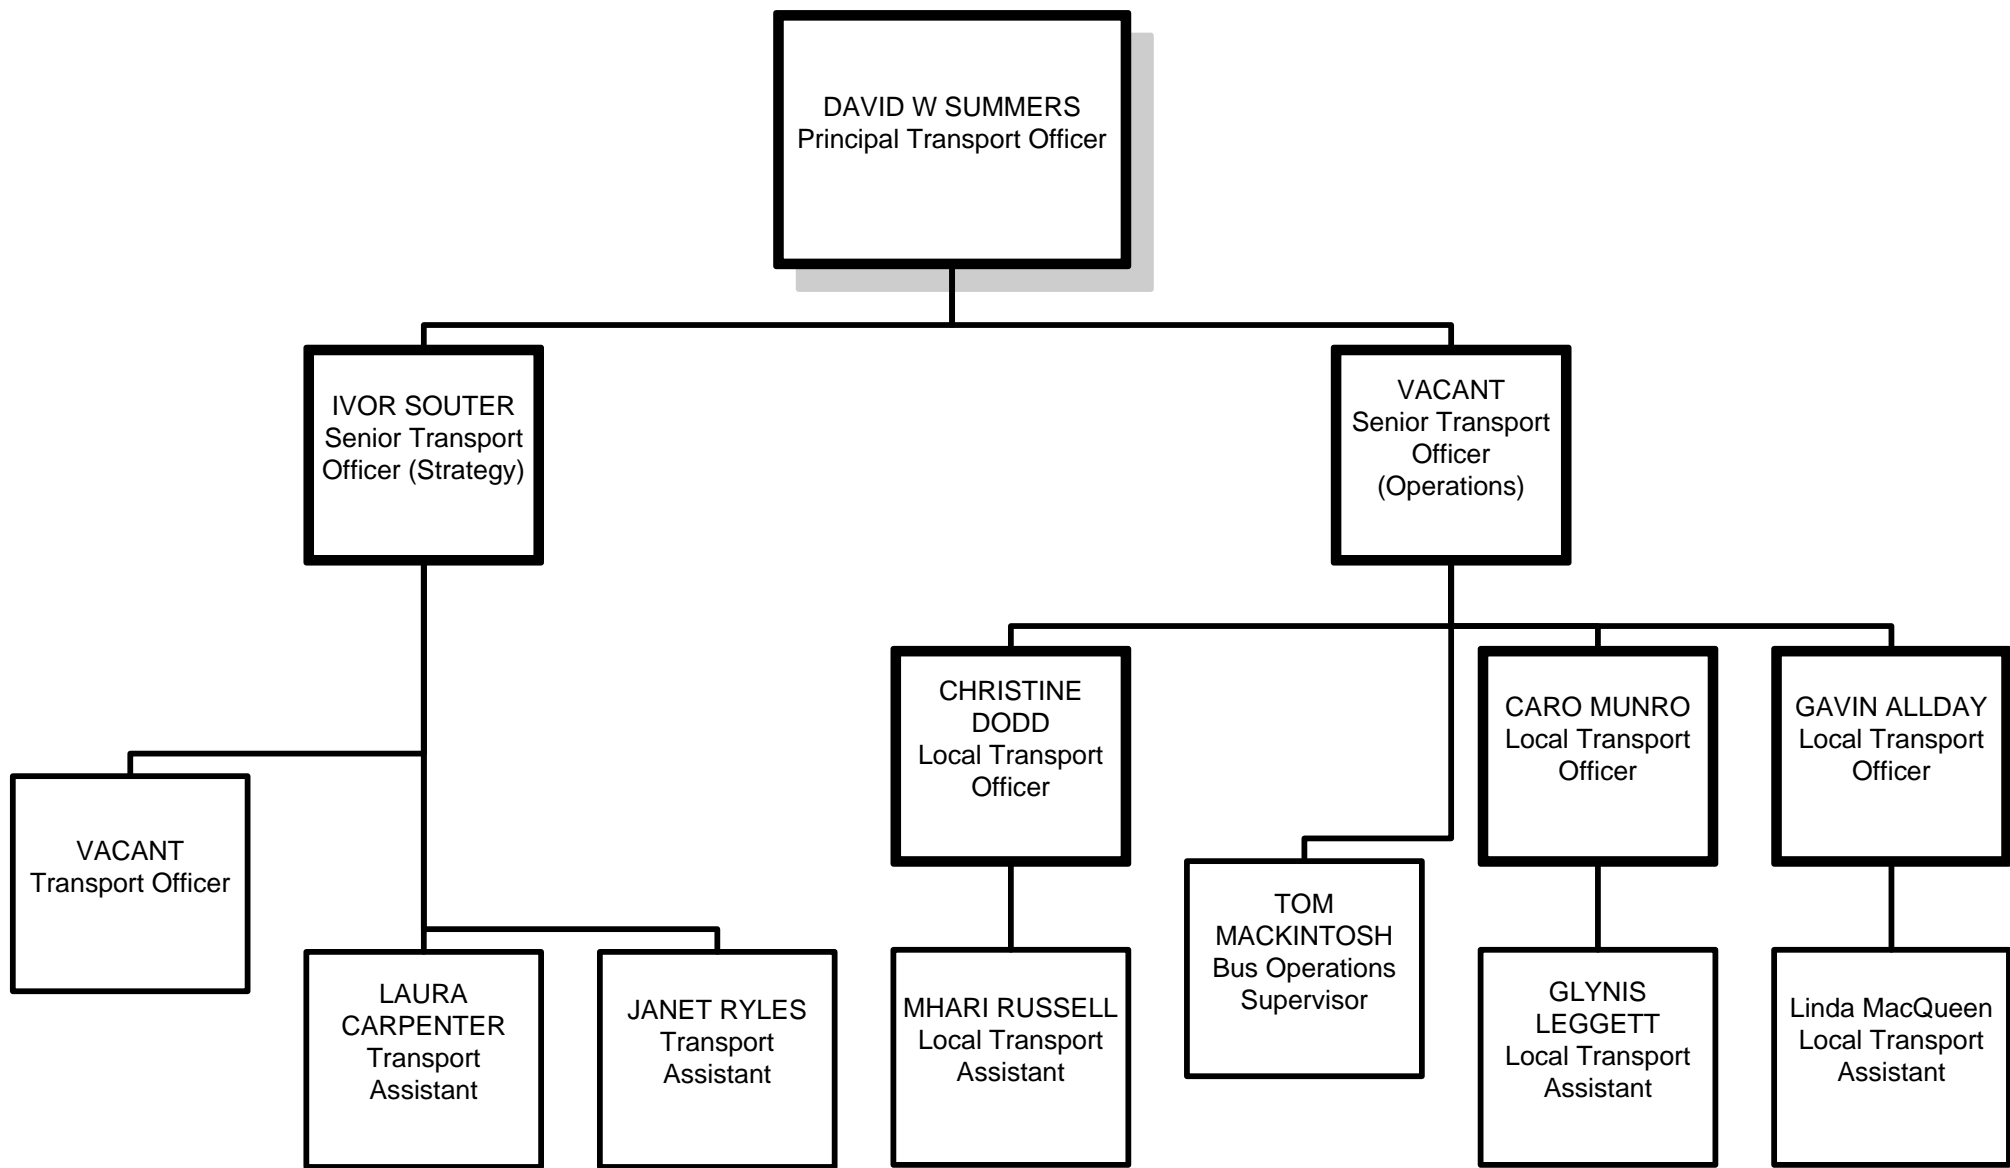 DAVID W SUMMERS
Principal Transport Officer
IVOR SOUTER
Senior Transport
Officer (Strategy)
VACANT
Senior Transport
Officer
(Operations)
VACANT
Transport Officer
LAURA
CARPENTER
Transport
Assistant
JANET RYLES
Transport
Assistant
CHRISTINE
DODD
Local Transport
Officer
MHARI RUSSELL
Local Transport
Assistant
TOM
MACKINTOSH
Bus Operations
Supervisor
CARO MUNRO
Local Transport
Officer
GLYNIS
LEGGETT
Local Transport
Assistant
GAVIN ALLDAY
Local Transport
Officer
Linda MacQueen
Local Transport
Assistant